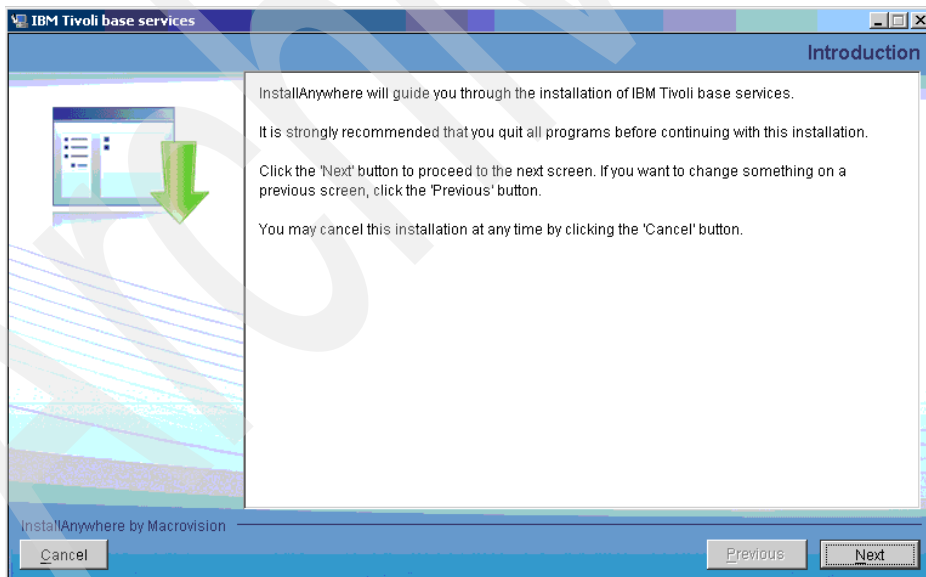 IBM Tivoli base services
Introduction
InstallAnywhere will guide you through the installation of IBM Tivoli base services.
It is strongly recommended that you quit all programs before continuing with this installation.
Click the 'Next' button to proceed to the next screen. If you want to change something on a
previous screen, click the 'Previous' button.
You may cancel this installation at any time by clicking the 'Cancel' button.
InstallAnywhere by Macrovision
Cancel
Previous
Next